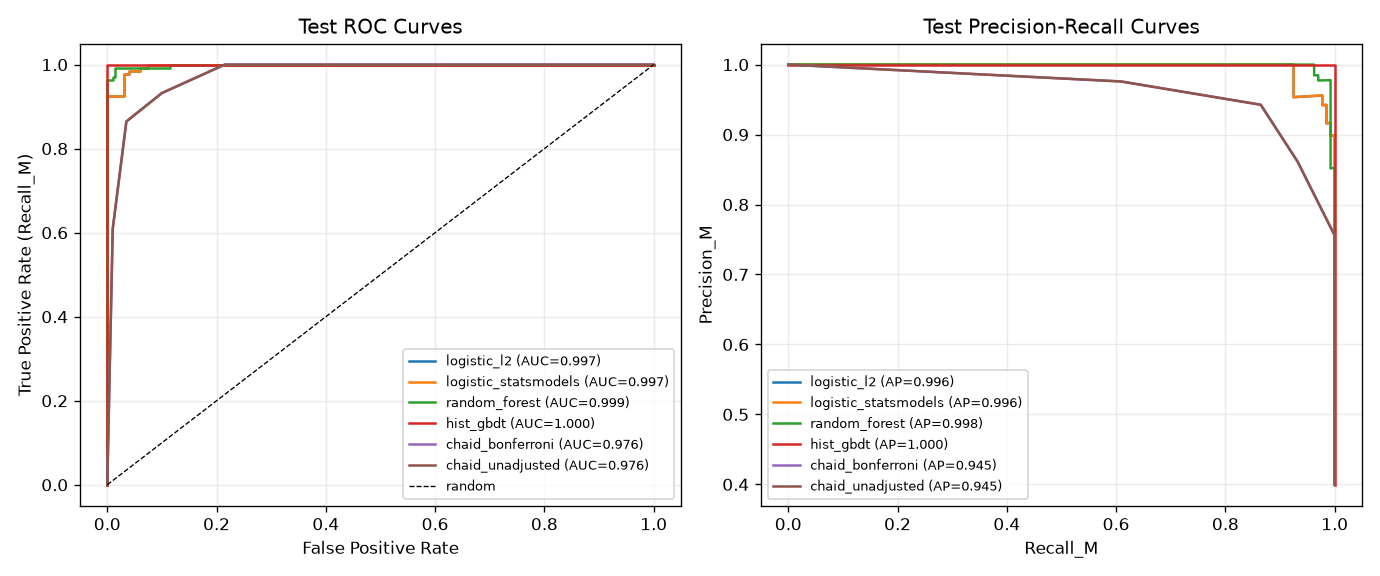 Test ROC Curves
True Positive Rate (Recall_M)
1.0
0.8
0.6
0.4
0.2
0.0
logistic_l2 (AUC=0.997)
logistic_statsmodels (AUC=0.997)
random_forest (AUC=0.999)
hist_gbdt (AUC=1.000)
chaid_bonferroni (AUC=0.976)
chaid_unadjusted (AUC=0.976)
random
0.0 0.2 0.4 0.6 0.8 1.0
False Positive Rate
Test Precision-Recall Curves
Precision_M
1.0
0.9
0.8
0.7
0.6
0.5
0.4
logistic_l2 (AP=0.996)
logistic_statsmodels (AP=0.996)
random_forest (AP=0.998)
hist_gbdt (AP=1.000)
chaid_bonferroni (AP=0.945)
chaid_unadjusted (AP=0.945)
0.0 0.2 0.4 0.6 0.8 1.0
Recall_M